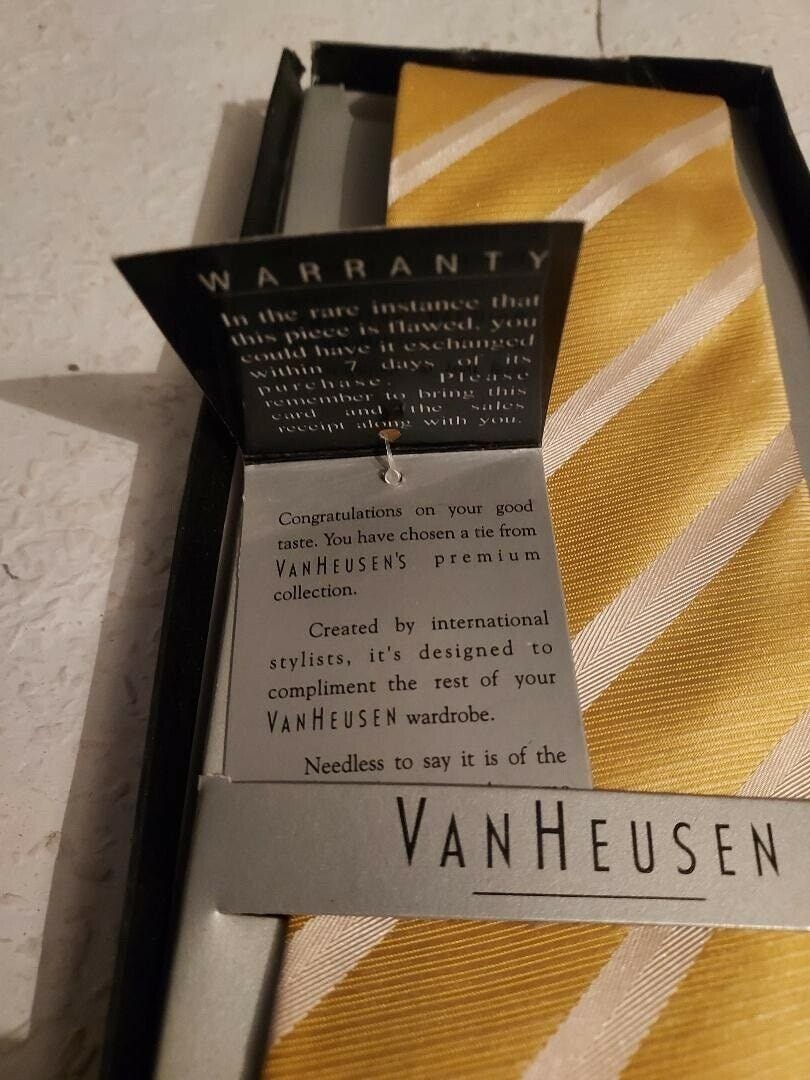 WARRANTY
In the rare instance that
this piece is flawed, you
could have it exchanged
within 7 days of its
purchase. Please
remember to bring this
card and the sales
receipt along with you.
Congratulations on your good
taste. You have chosen a tie from
VANHEUSEN'S premium
collection.
Created by international
stylists, it's designed to
compliment the rest of your
VANHEUSEN wardrobe.
Needless to say it is of the
VANHEUSEN